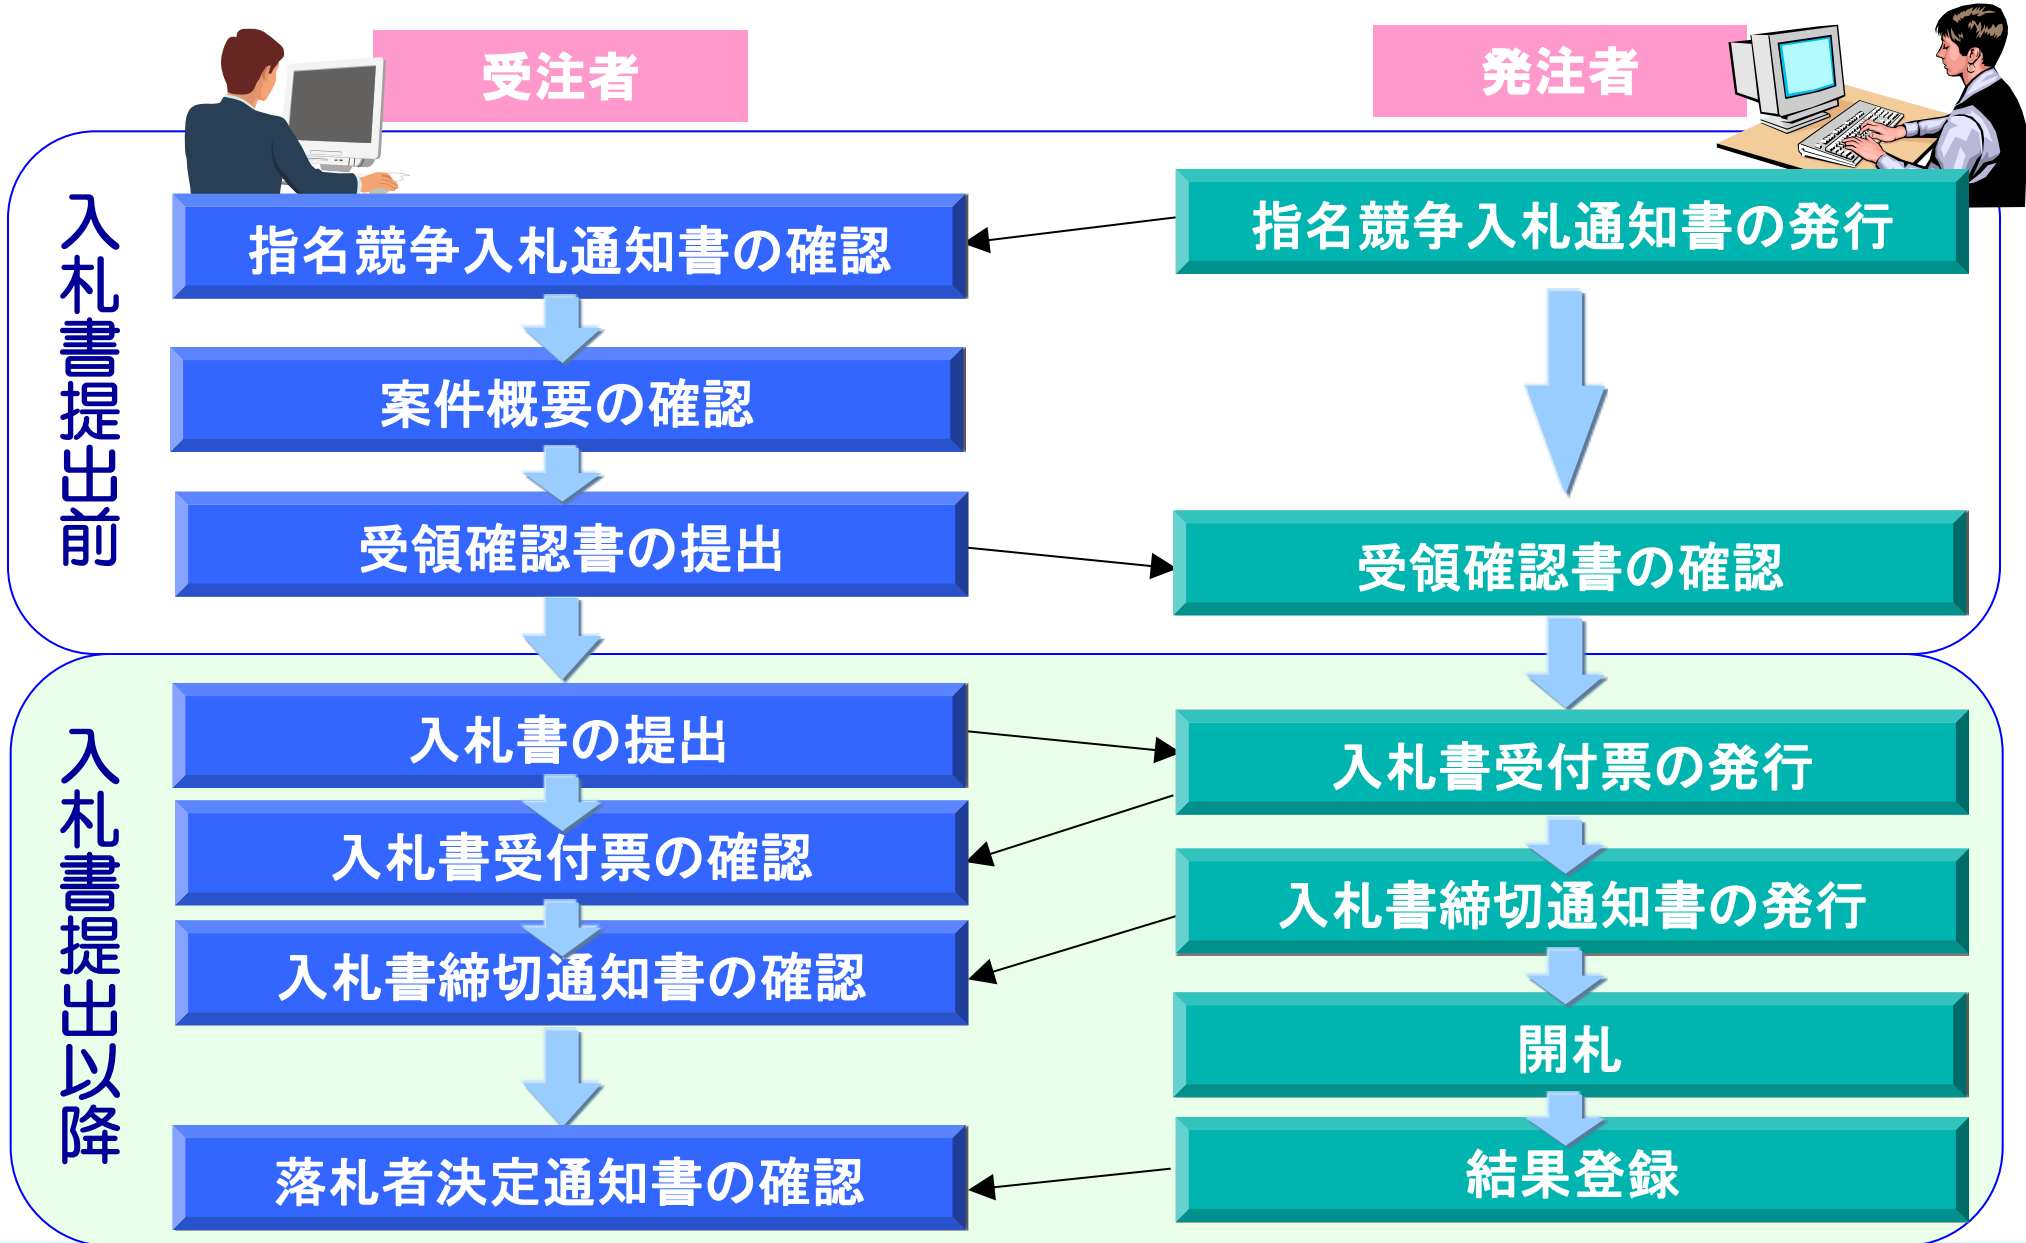 受注者
発注者
入札書提出前
指名競争入札通知書の確認
指名競争入札通知書の発行
案件概要の確認
受領確認書の提出
受領確認書の確認
入札書提出以降
入札書の提出
入札書受付票の発行
入札書受付票の確認
入札書締切通知書の発行
入札書締切通知書の確認
開札
落札者決定通知書の確認
結果登録